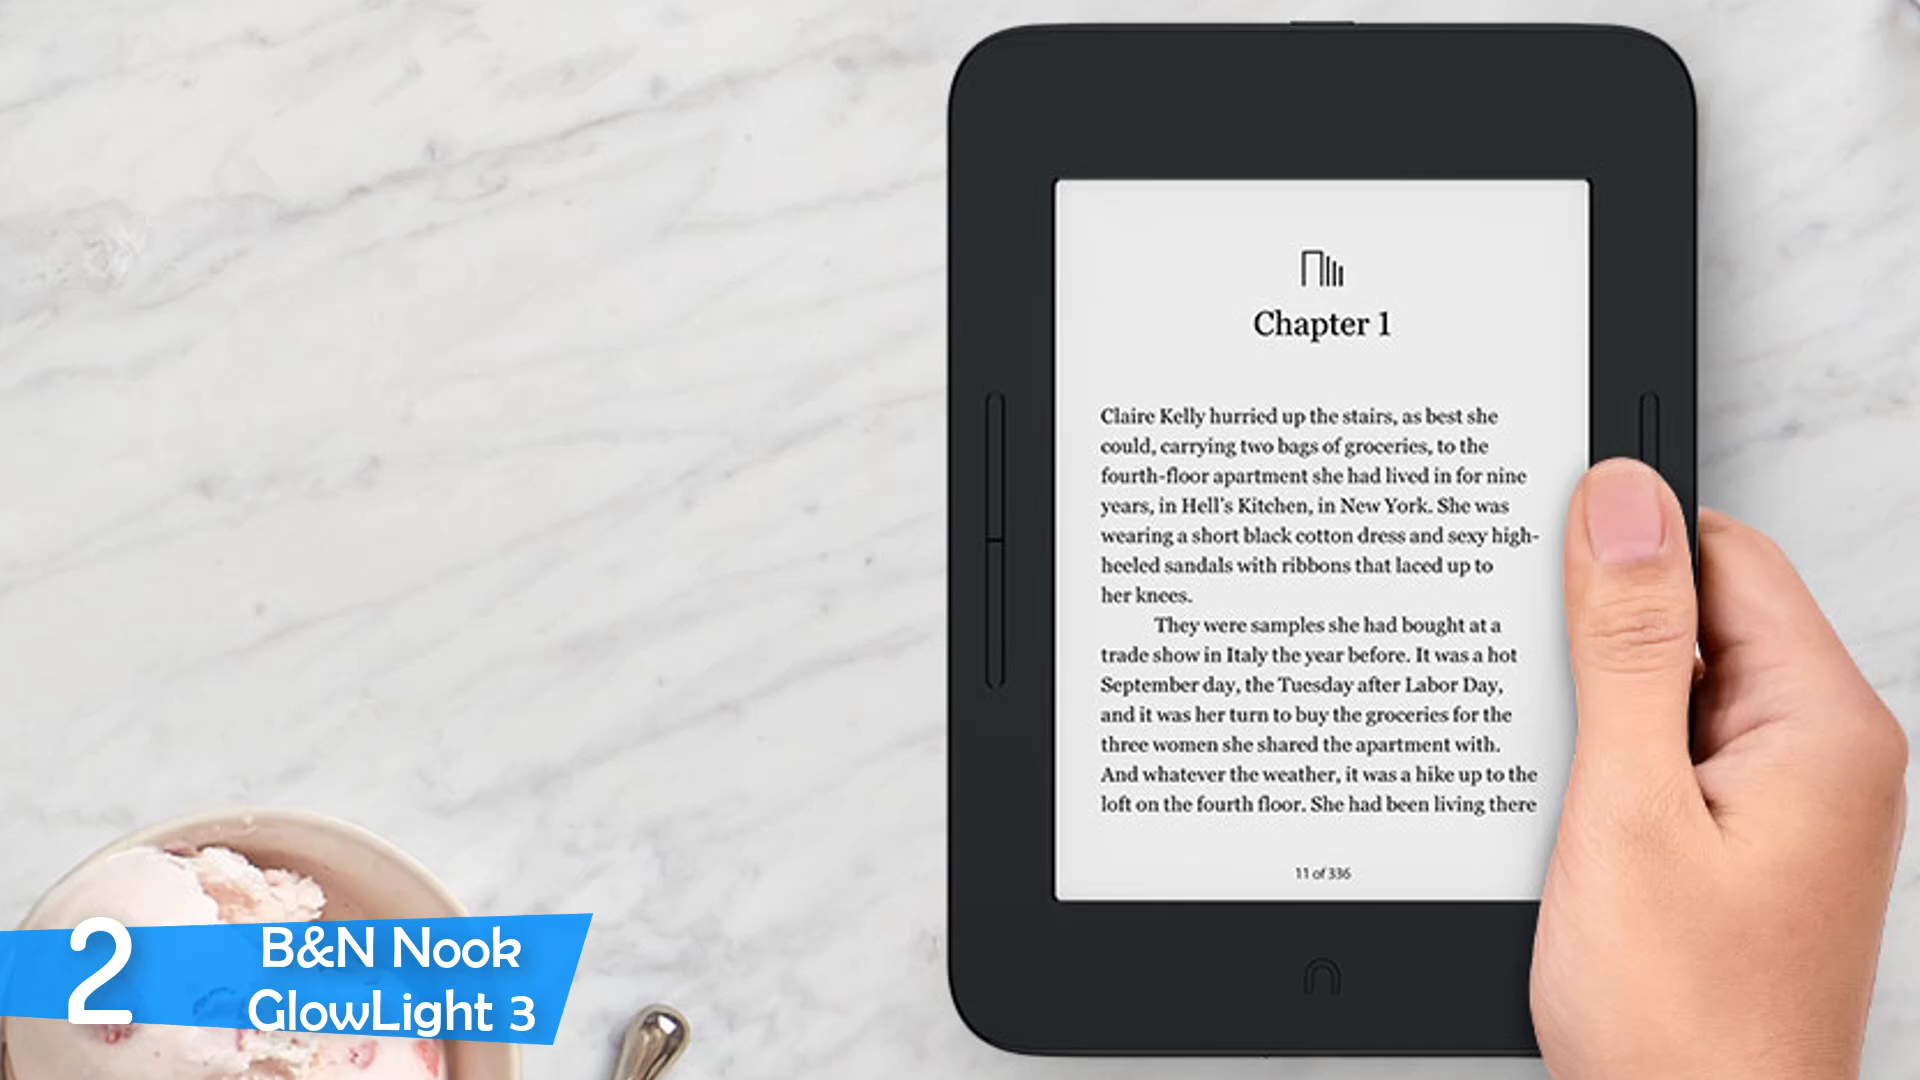 Chapter 1
Claire Kelly hurried up the stairs, as best she
could, carrying two bags of groceries, to the
fourth-floor apartment she had lived in for nine
years, in Hell's Kitchen, in New York. She was
wearing a short black cotton dress and sexy high-
heeled sandals with ribbons that laced up to
her knees.
They were samples she had bought at a
trade show in Italy the year before. It was a hot
September day, the Tuesday after Labor Day,
and it was her turn to buy the groceries for the
three women she shared the apartment with.
And whatever the weather, it was a hike up to the
loft on the fourth floor. She had been living there
11 of 336
2
B&N Nook
GlowLight 3